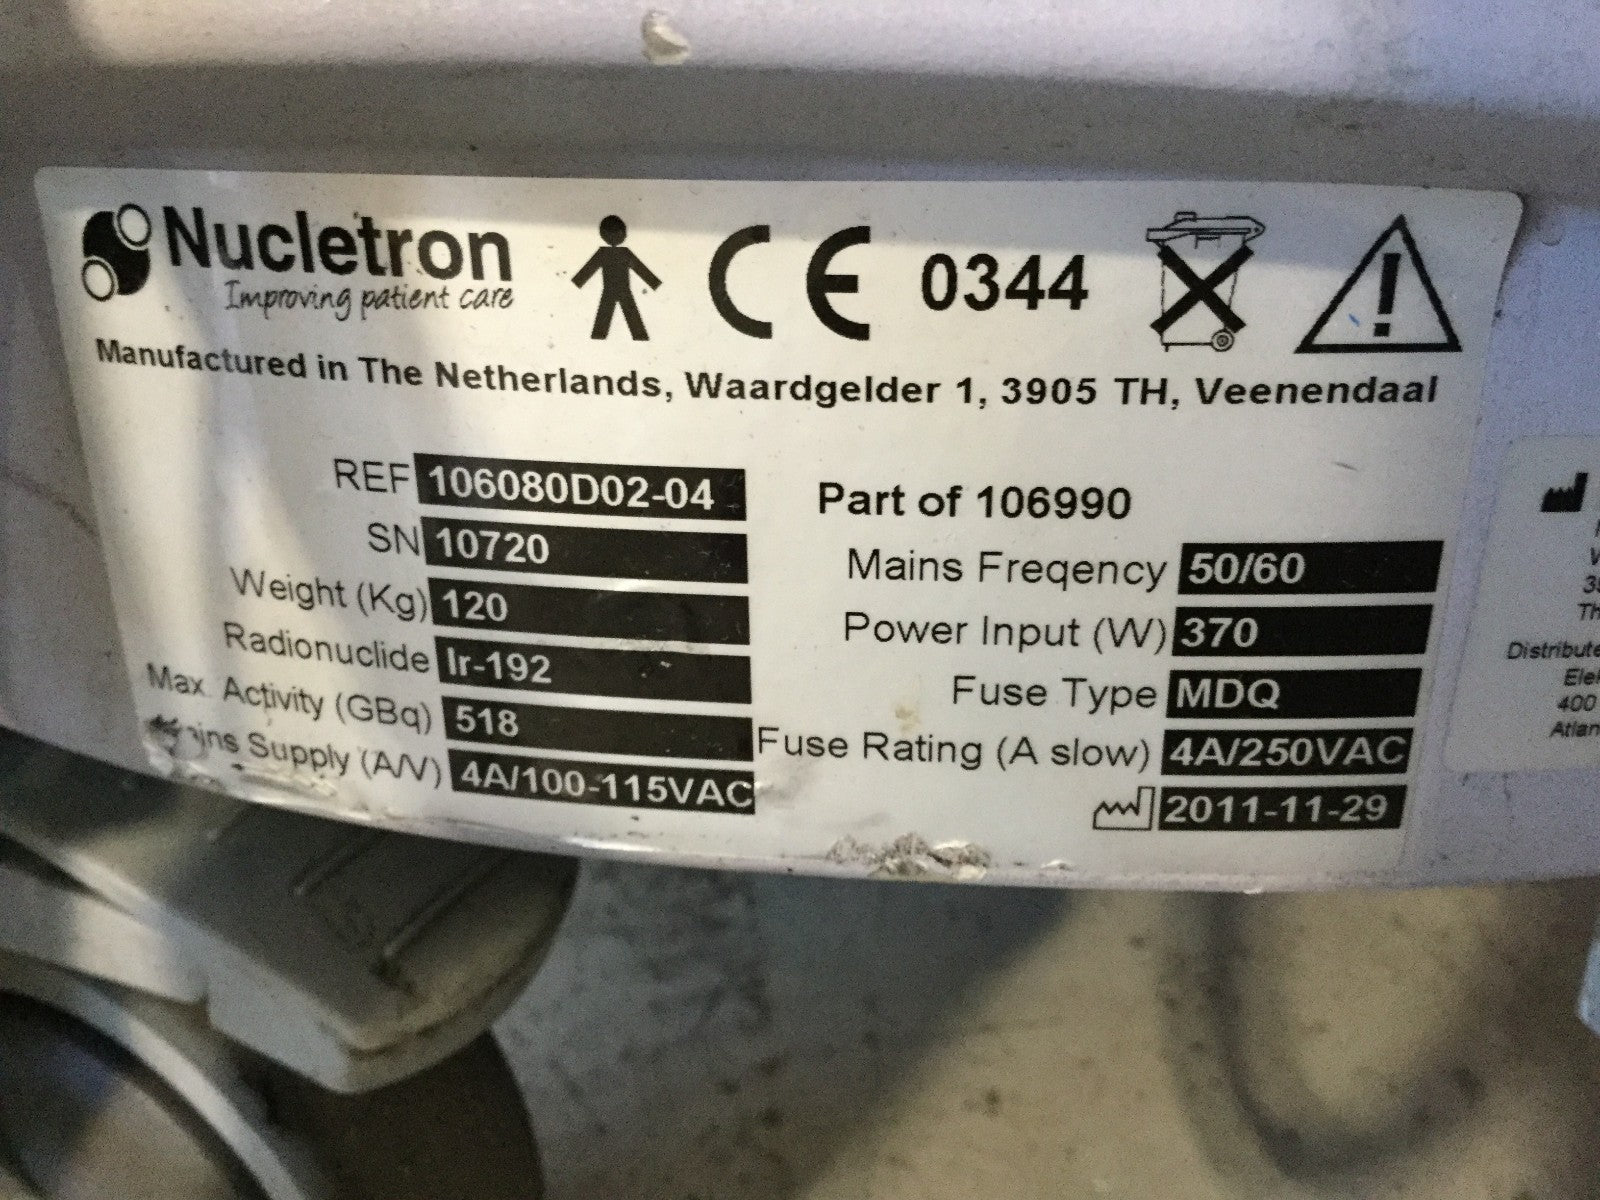 Nucletron
Improving patient care
CE 0344
Manufactured in The Netherlands, Waardgelder 1, 3905 TH, Veenendaal
REF 106080D02-04
SN 10720
Weight (Kg) 120
Radionuclide Ir-192
Max. Activity (GBq) 518
Mains Supply (A/V) 4A/100-115VAC
Part of 106990
Mains Freqency 50/60
Power Input (W) 370
Fuse Type MDQ
Fuse Rating (A slow) 4A/250VAC
2011-11-29
400